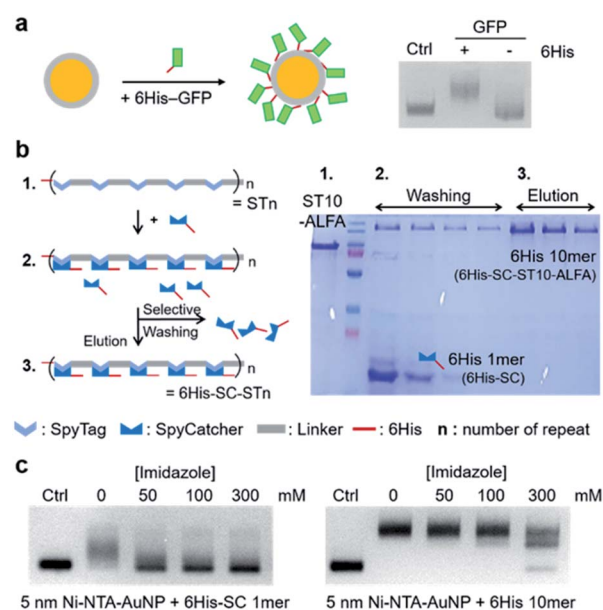 a
+ 6His–GFP
GFP
Ctrl + - 6His
b
1. n
= STn
+
2. n
Selective
Elution Washing
3. n
= 6His-SC-STn
1. 2. 3.
ST10 Washing Elution
-ALFA
6His 10mer
(6His-SC-ST10-ALFA)
6His 1mer
(6His-SC)
: SpyTag : SpyCatcher : Linker : 6His n : number of repeat
c
[Imidazole] [Imidazole]
Ctrl 0 50 100 300 mM Ctrl 0 50 100 300 mM
5 nm Ni-NTA-AuNP + 6His-SC 1mer 5 nm Ni-NTA-AuNP + 6His 10mer